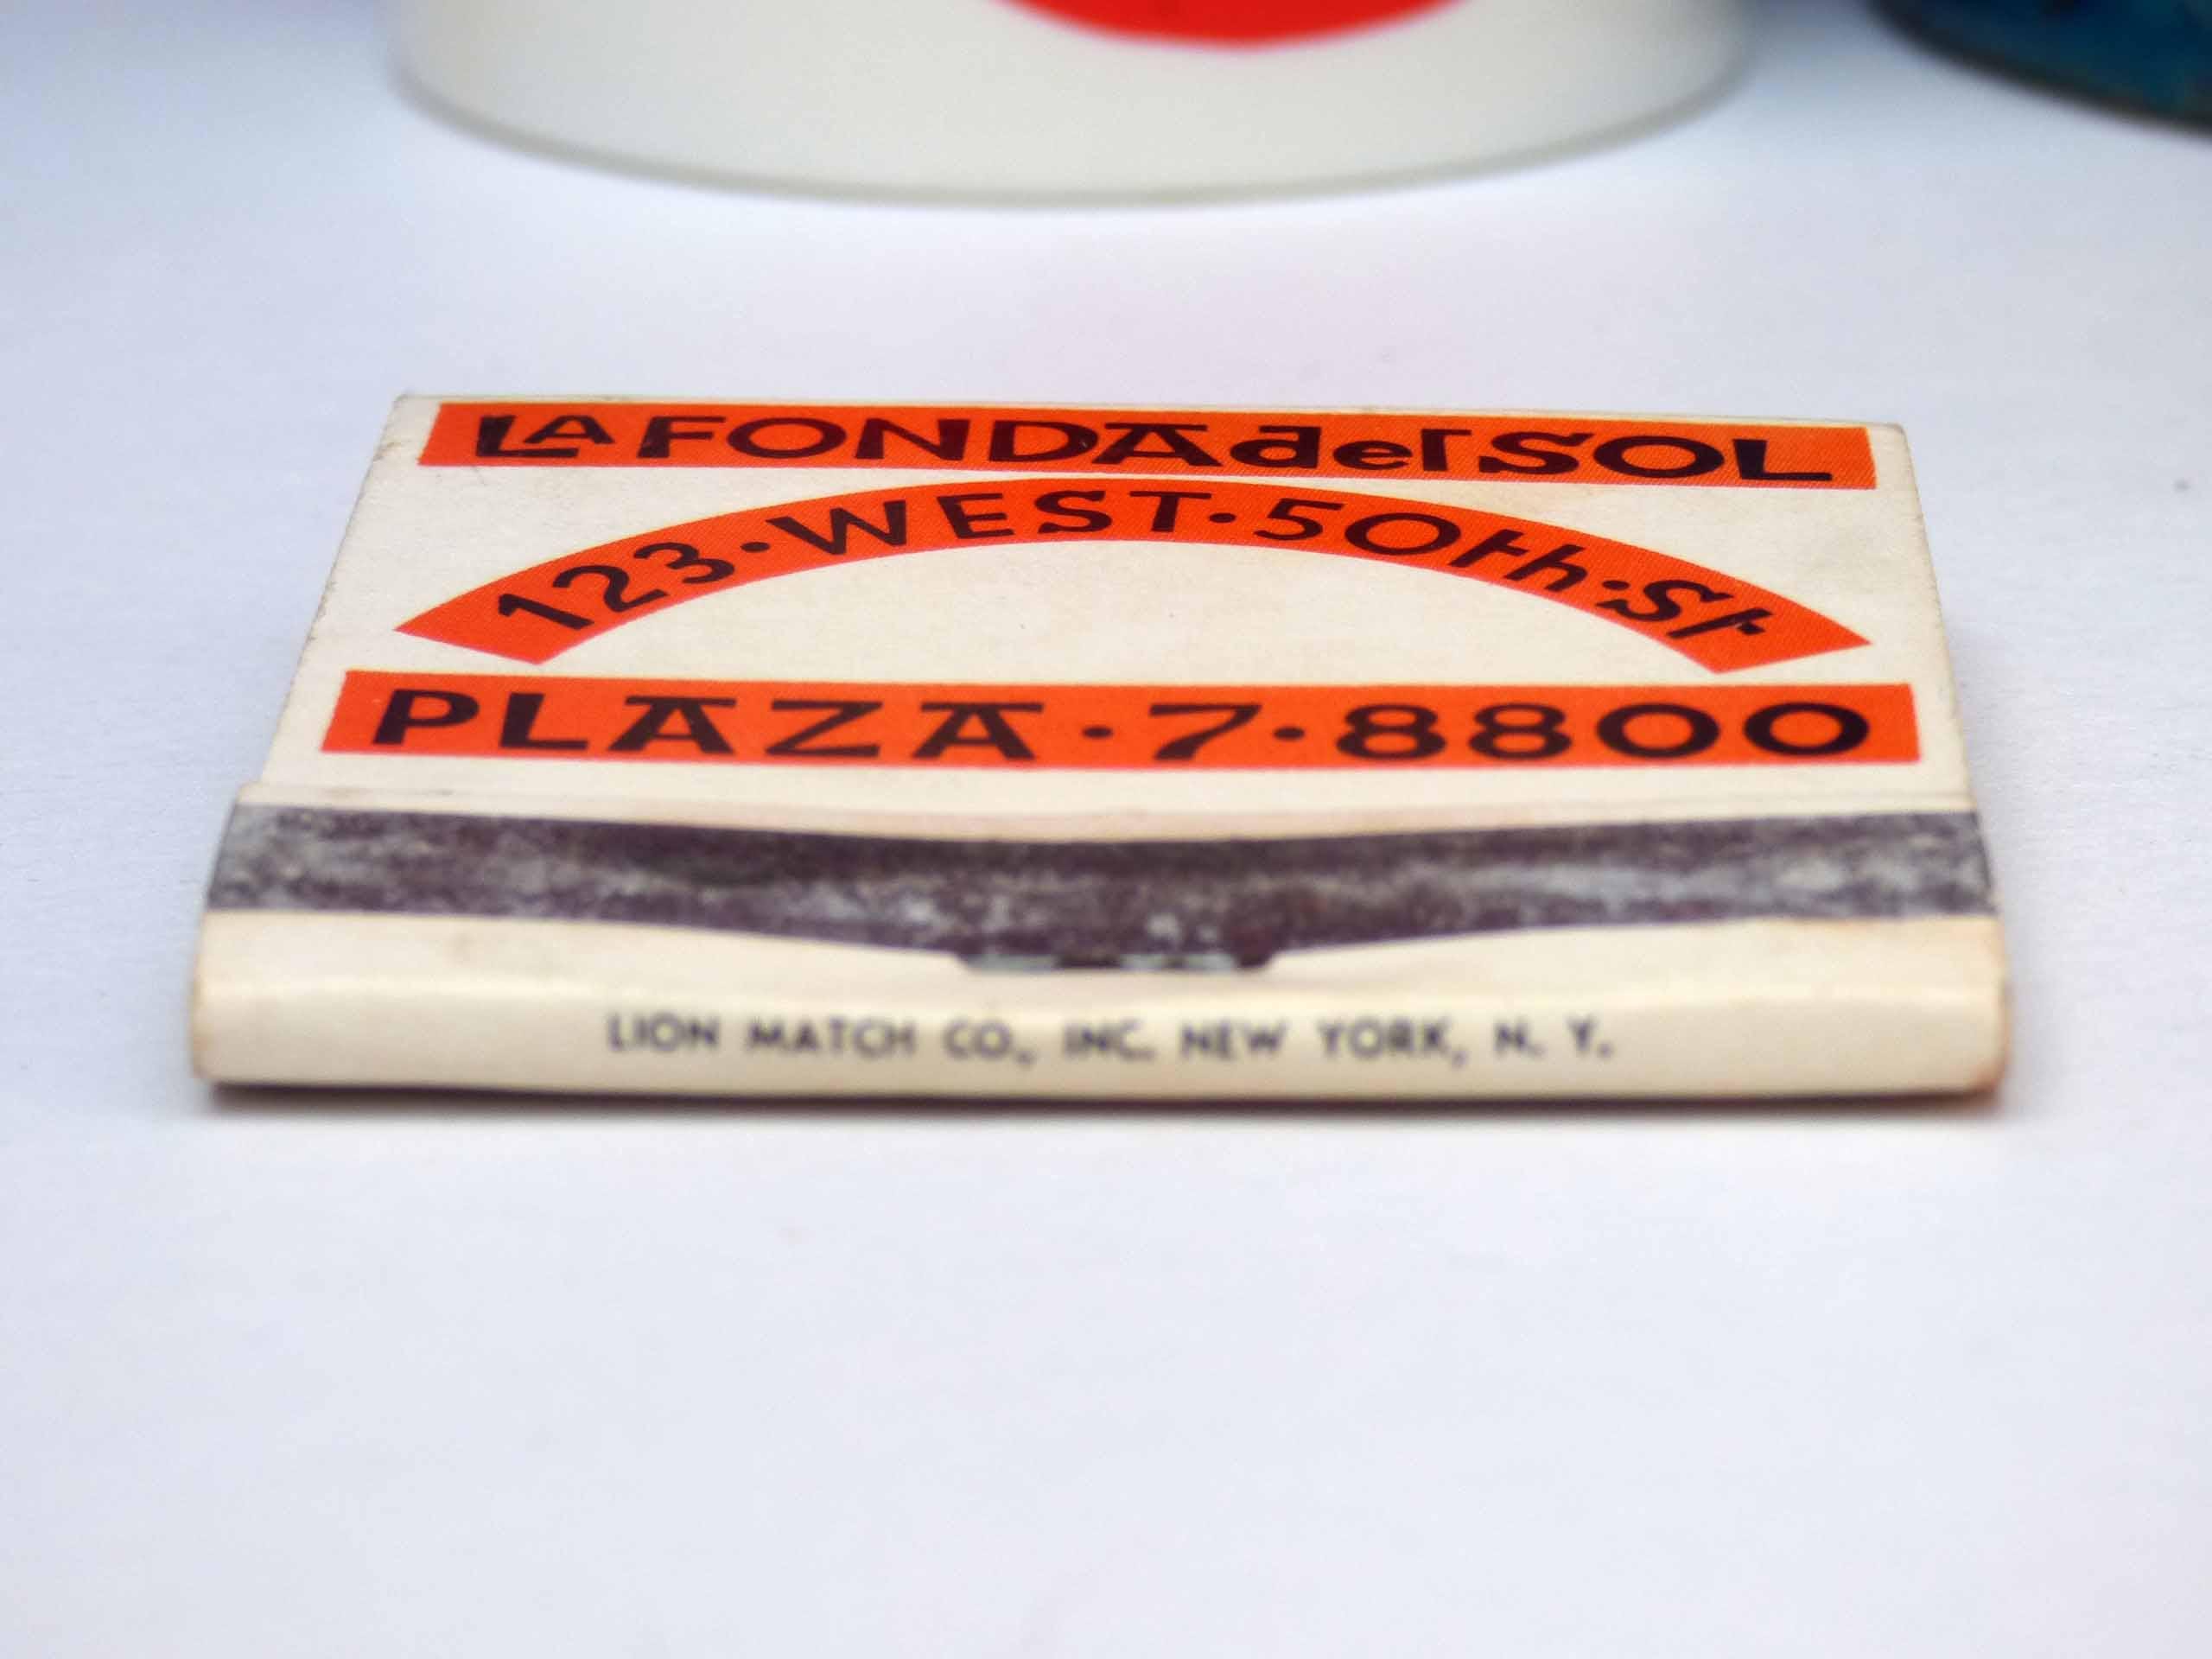 LA FONDA del SOL
123·WEST·50th·St
PLAZA·7·8800
LION MATCH CO., INC. NEW YORK, N. Y.